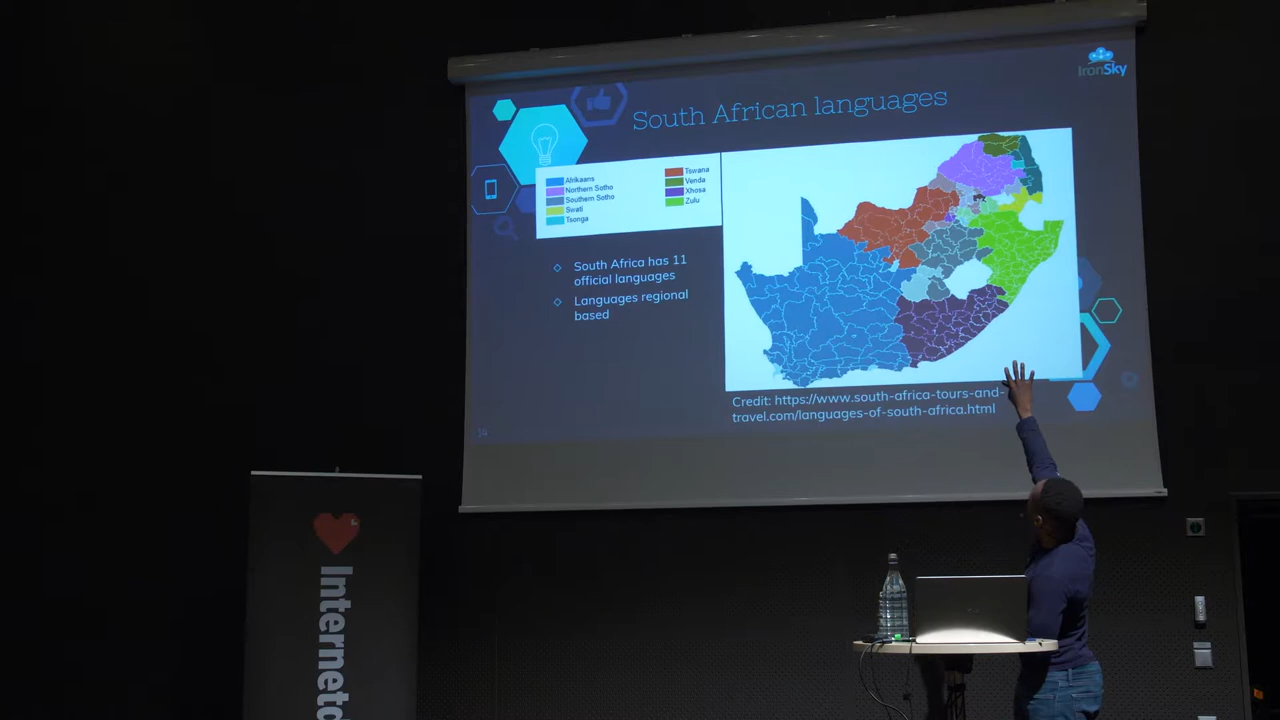 IronSky
South African languages
Afrikaans
Northern Sotho
Southern Sotho
Swati
Tsonga
Tswana
Venda
Xhosa
Zulu
South Africa has 11
official languages
Languages regional
based
Credit: https://www.south-africa-tours-and-
travel.com/languages-of-south-africa.html
14
Internetd